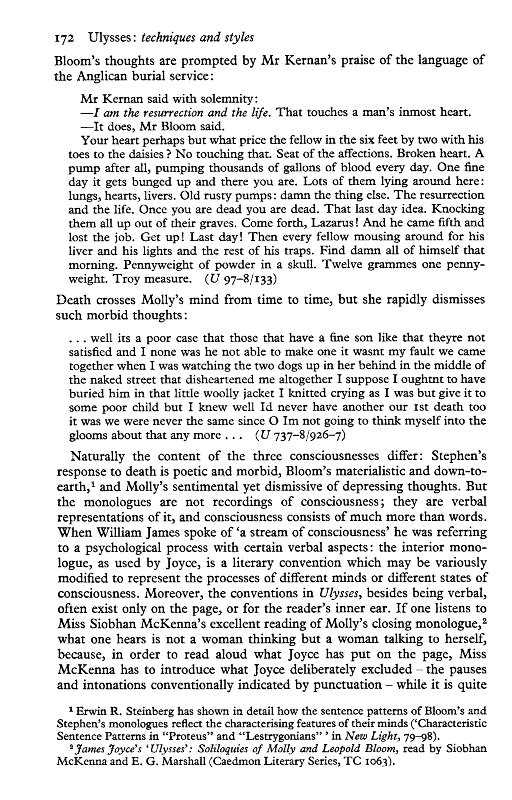 172 Ulysses: techniques and styles
Bloom's thoughts are prompted by Mr Kernan's praise of the language of
the Anglican burial service:
Mr Kernan said with solemnity:
—I am the resurrection and the life. That touches a man's inmost heart.
—It does, Mr Bloom said.
Your heart perhaps but what price the fellow in the six feet by two with his
toes to the daisies? No touching that. Seat of the affections. Broken heart. A
pump after all, pumping thousands of gallons of blood every day. One fine
day it gets bunged up and there you are. Lots of them lying around here:
lungs, hearts, livers. Old rusty pumps: damn the thing else. The resurrection
and the life. Once you are dead you are dead. That last day idea. Knocking
them all up out of their graves. Come forth, Lazarus! And he came fifth and
lost the job. Get up! Last day! Then every fellow mousing around for his
liver and his lights and the rest of his traps. Find damn all of himself that
morning. Pennyweight of powder in a skull. Twelve grammes one penny-
weight. Troy measure. (U 97–8/133)
Death crosses Molly's mind from time to time, but she rapidly dismisses
such morbid thoughts:
. . . well its a poor case that those that have a fine son like that theyre not
satisfied and I none was he not able to make one it wasnt my fault we came
together when I was watching the two dogs up in her behind in the middle of
the naked street that disheartened me altogether I suppose I oughtnt to have
buried him in that little woolly jacket I knitted crying as I was but give it to
some poor child but I knew well Id never have another our 1st death too
it was we were never the same since O Im not going to think myself into the
glooms about that any more . . . (U 737–8/926–7)
Naturally the content of the three consciousnesses differ: Stephen's
response to death is poetic and morbid, Bloom's materialistic and down-to-
earth,¹ and Molly's sentimental yet dismissive of depressing thoughts. But
the monologues are not recordings of consciousness; they are verbal
representations of it, and consciousness consists of much more than words.
When William James spoke of 'a stream of consciousness' he was referring
to a psychological process with certain verbal aspects: the interior mono-
logue, as used by Joyce, is a literary convention which may be variously
modified to represent the processes of different minds or different states of
consciousness. Moreover, the conventions in Ulysses, besides being verbal,
often exist only on the page, or for the reader's inner ear. If one listens to
Miss Siobhan McKenna's excellent reading of Molly's closing monologue,²
what one hears is not a woman thinking but a woman talking to herself,
because, in order to read aloud what Joyce has put on the page, Miss
McKenna has to introduce what Joyce deliberately excluded – the pauses
and intonations conventionally indicated by punctuation – while it is quite
¹ Erwin R. Steinberg has shown in detail how the sentence patterns of Bloom's and
Stephen's monologues reflect the characterising features of their minds ('Characteristic
Sentence Patterns in "Proteus" and "Lestrygonians" ' in New Light, 79–98).
² James Joyce's 'Ulysses': Soliloquies of Molly and Leopold Bloom, read by Siobhan
McKenna and E. G. Marshall (Caedmon Literary Series, TC 1063).